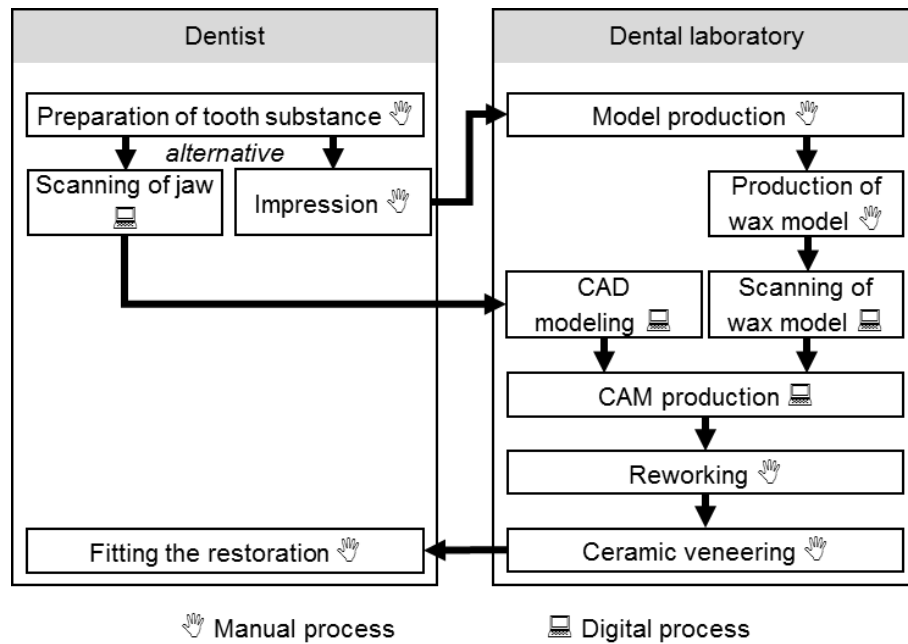 Dentist
Preparation of tooth substance
alternative
Scanning of jaw
Impression
Fitting the restoration
Dental laboratory
Model production
Production of
wax model
CAD
modeling
Scanning of
wax model
CAM production
Reworking
Ceramic veneering
Manual process
Digital process